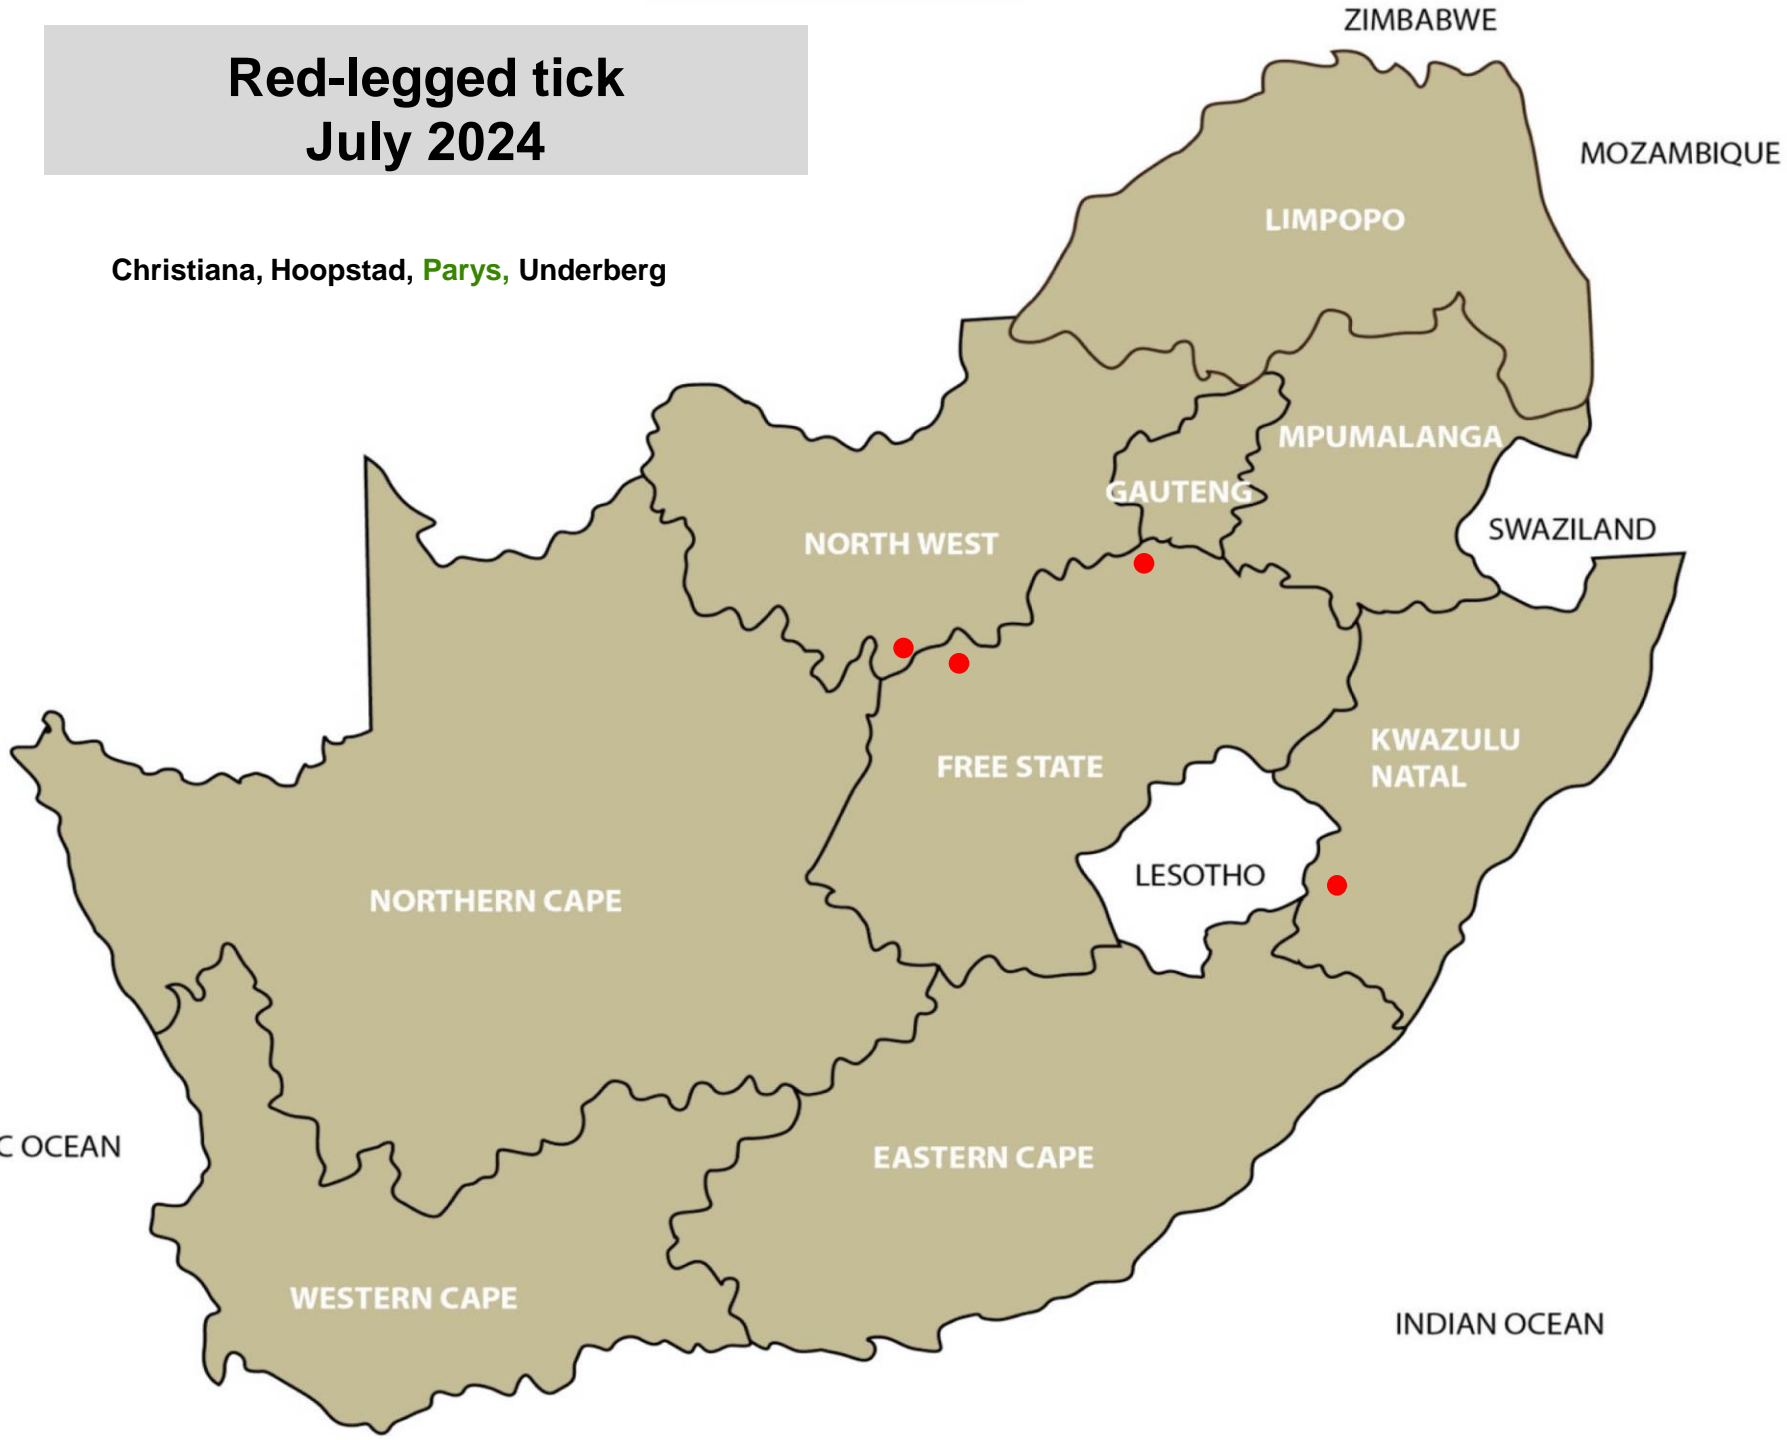 ZIMBABWE
Red-legged tick
July 2024
MOZAMBIQUE
LIMPOPO
Christiana, Hoopstad, Parys, Underberg
MPUMALANGA
GAUTENG
NORTH WEST
SWAZILAND
KWAZULU
NATAL
FREE STATE
LESOTHO
NORTHERN CAPE
C OCEAN
EASTERN CAPE
WESTERN CAPE
INDIAN OCEAN